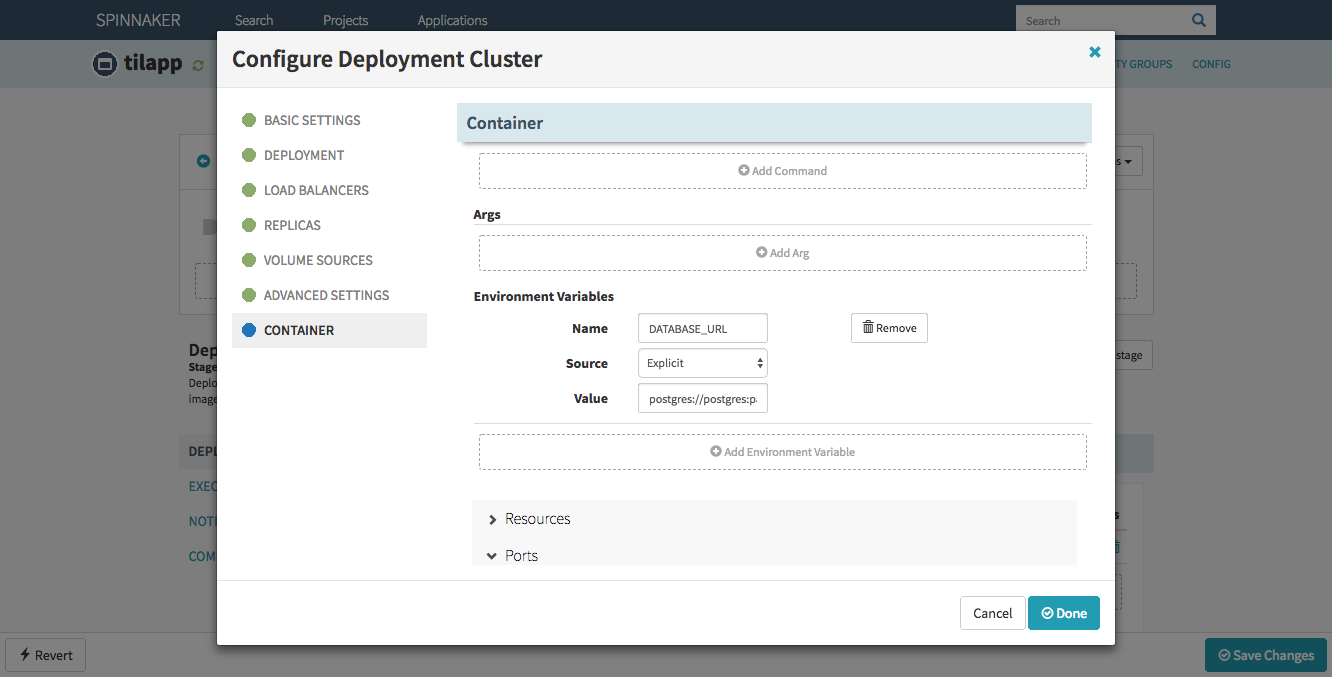 SPINNAKER Search Projects Applications Search
tilapp TY GROUPS CONFIG
Configure Deployment Cluster
BASIC SETTINGS
DEPLOYMENT
LOAD BALANCERS
REPLICAS
VOLUME SOURCES
ADVANCED SETTINGS
CONTAINER
Container
Add Command
Args
Add Arg
Environment Variables
Name DATABASE_URL Remove
Source Explicit
Value postgres://postgres:pa
Add Environment Variable
Resources
Ports
Cancel Done
s
Dep
Stage stage
Deplo
image
DEPL
EXEC
NOTI
COM
s
Revert Save Changes